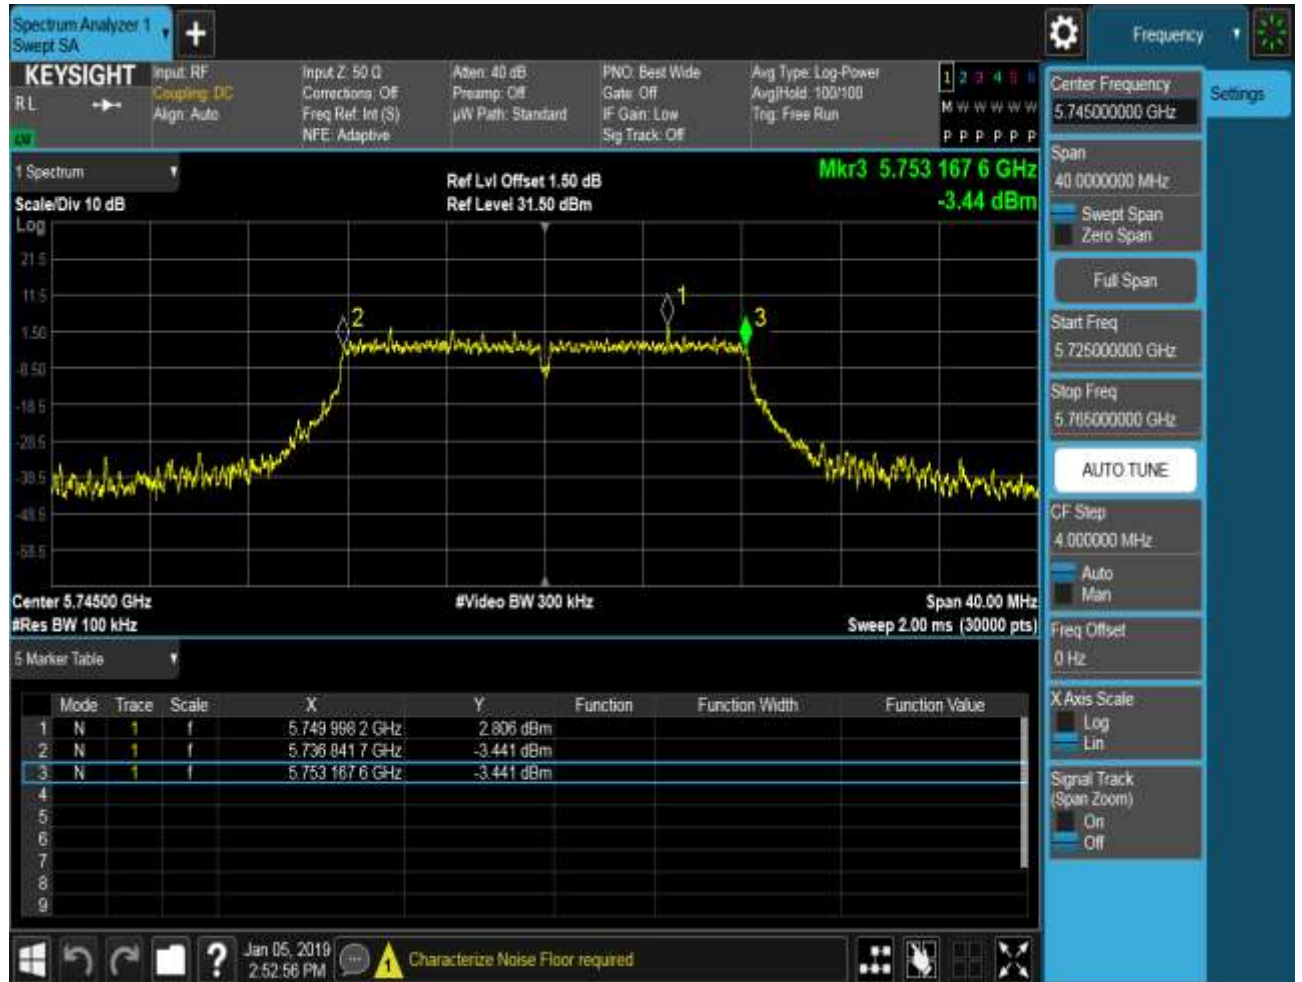 Spectrum Analyzer 1
Swept SA
+
Frequency
KEYSIGHT
R L
Input: RF
Coupling: DC
Align: Auto
Input Z: 50 Ω
Corrections: Off
Freq Ref: Int (S)
NFE: Adaptive
Atten: 40 dB
Preamp: Off
µW Path: Standard
PNO: Best Wide
Gate: Off
IF Gain: Low
Sig Track: Off
Avg Type: Log-Power
Avg|Hold: 100/100
Trig: Free Run
1 2 3 4 5 6
M W W W W W
P P P P P P
1 Spectrum
Scale/Div 10 dB
Log
Ref Lvl Offset 1.50 dB
Ref Level 31.50 dBm
Mkr3 5.753 167 6 GHz
-3.44 dBm
21.5
11.5
1.50
-8.50
-18.5
-28.5
-38.5
-48.5
-58.5
1
2
3
Center 5.74500 GHz
#Res BW 100 kHz
#Video BW 300 kHz
Span 40.00 MHz
Sweep 2.00 ms (30000 pts)
5 Marker Table
Mode Trace Scale X Y Function Function Width Function Value
1 N 1 f 5.749 998 2 GHz 2.806 dBm
2 N 1 f 5.736 841 7 GHz -3.441 dBm
3 N 1 f 5.753 167 6 GHz -3.441 dBm
4
5
6
7
8
9
Jan 05, 2019
2:52:56 PM
Characterize Noise Floor required
Settings
Center Frequency
5.745000000 GHz
Span
40.0000000 MHz
Swept Span
Zero Span
Full Span
Start Freq
5.725000000 GHz
Stop Freq
5.765000000 GHz
AUTO TUNE
CF Step
4.000000 MHz
Auto
Man
Freq Offset
0 Hz
X Axis Scale
Log
Lin
Signal Track
(Span Zoom)
On
Off